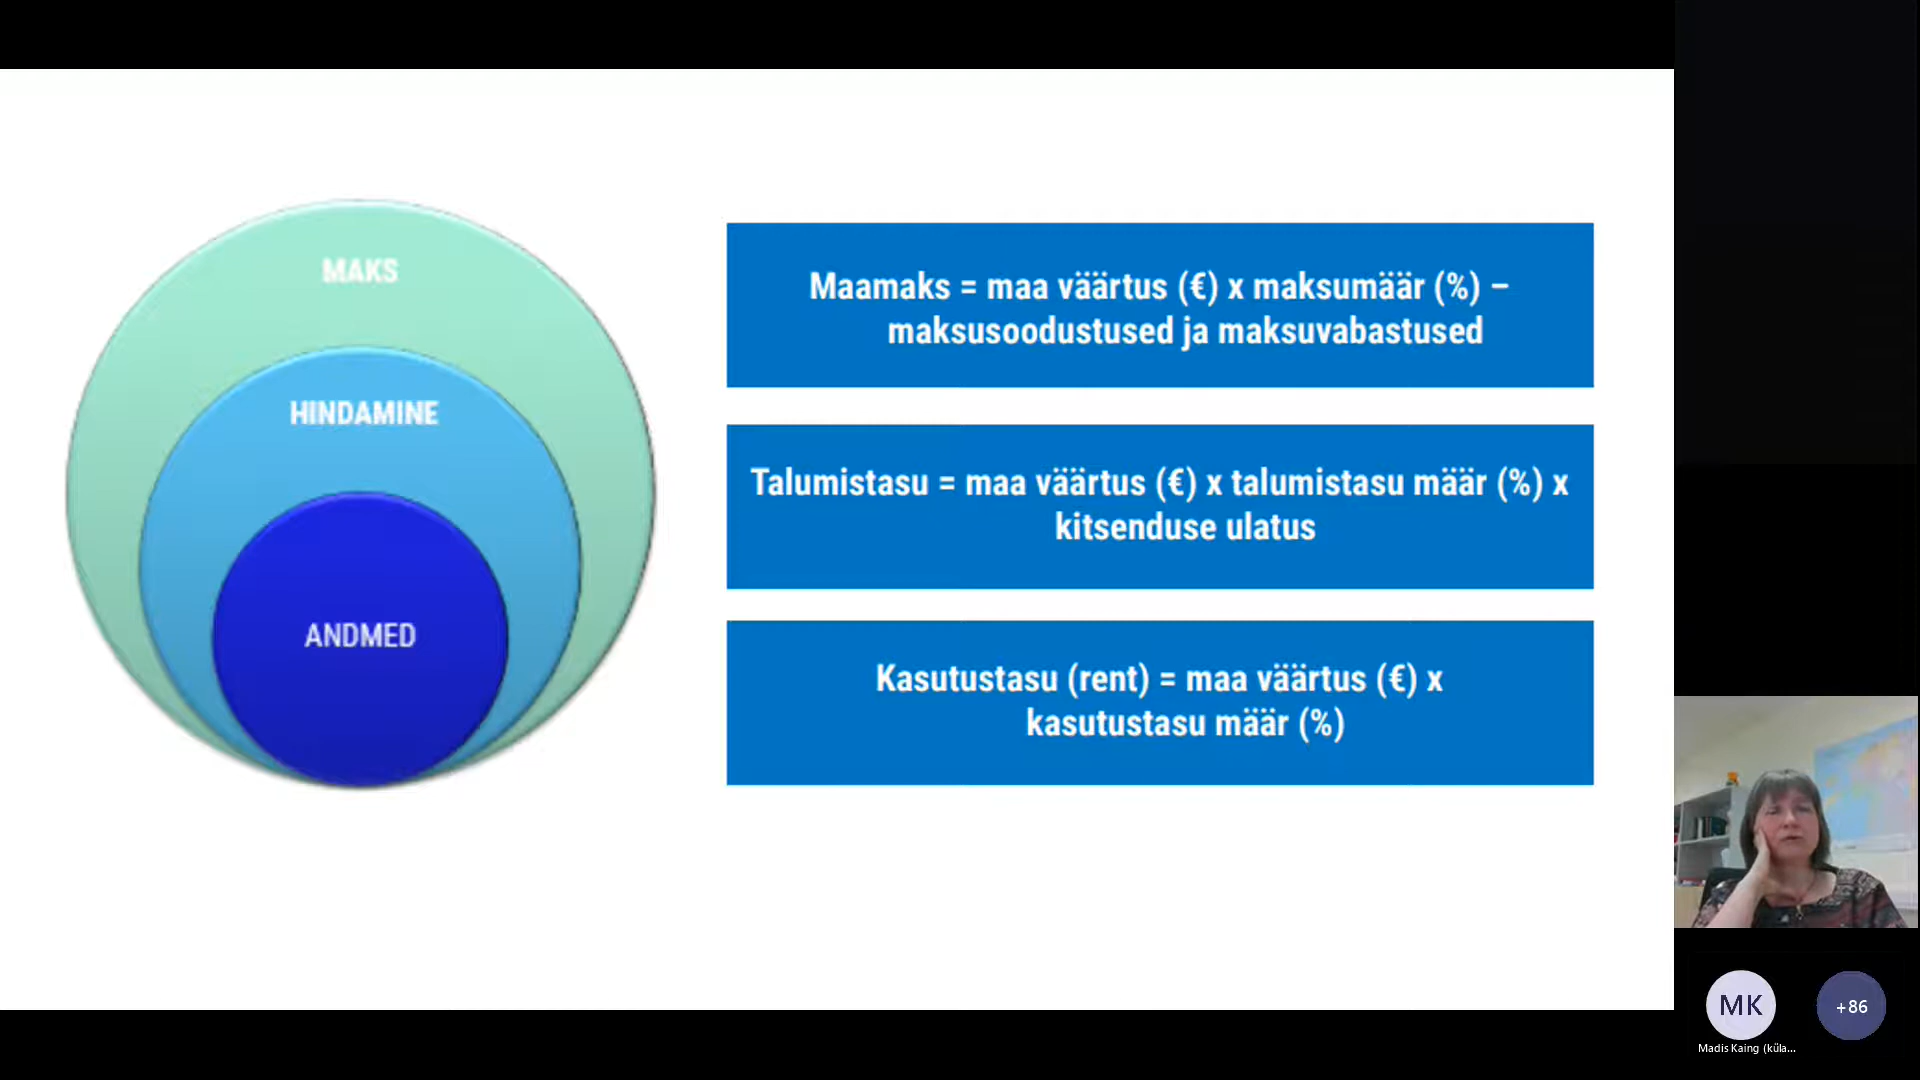 MAKS
HINDAMINE
ANDMED
Maamaks = maa väärtus (€) x maksumäär (%) –
maksusoodustused ja maksuvabastused
Talumistasu = maa väärtus (€) x talumistasu määr (%) x
kitsenduse ulatus
Kasutustasu (rent) = maa väärtus (€) x
kasutustasu määr (%)
MK
+86
Madis Kaing (küla...